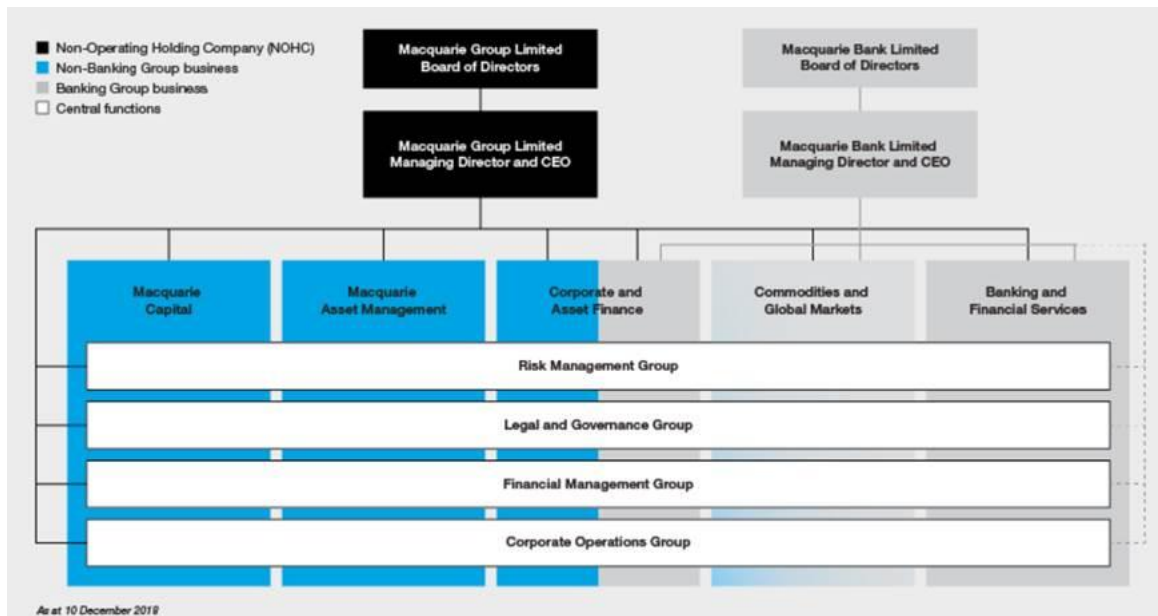 Non-Operating Holding Company (NOHC)
Non-Banking Group business
Banking Group business
Central functions
Macquarie Group Limited
Board of Directors
Macquarie Bank Limited
Board of Directors
Macquarie Group Limited
Managing Director and CEO
Macquarie Bank Limited
Managing Director and CEO
Macquarie
Capital
Macquarie
Asset Management
Corporate and
Asset Finance
Commodities and
Global Markets
Banking and
Financial Services
Risk Management Group
Legal and Governance Group
Financial Management Group
Corporate Operations Group
As at 10 December 2019